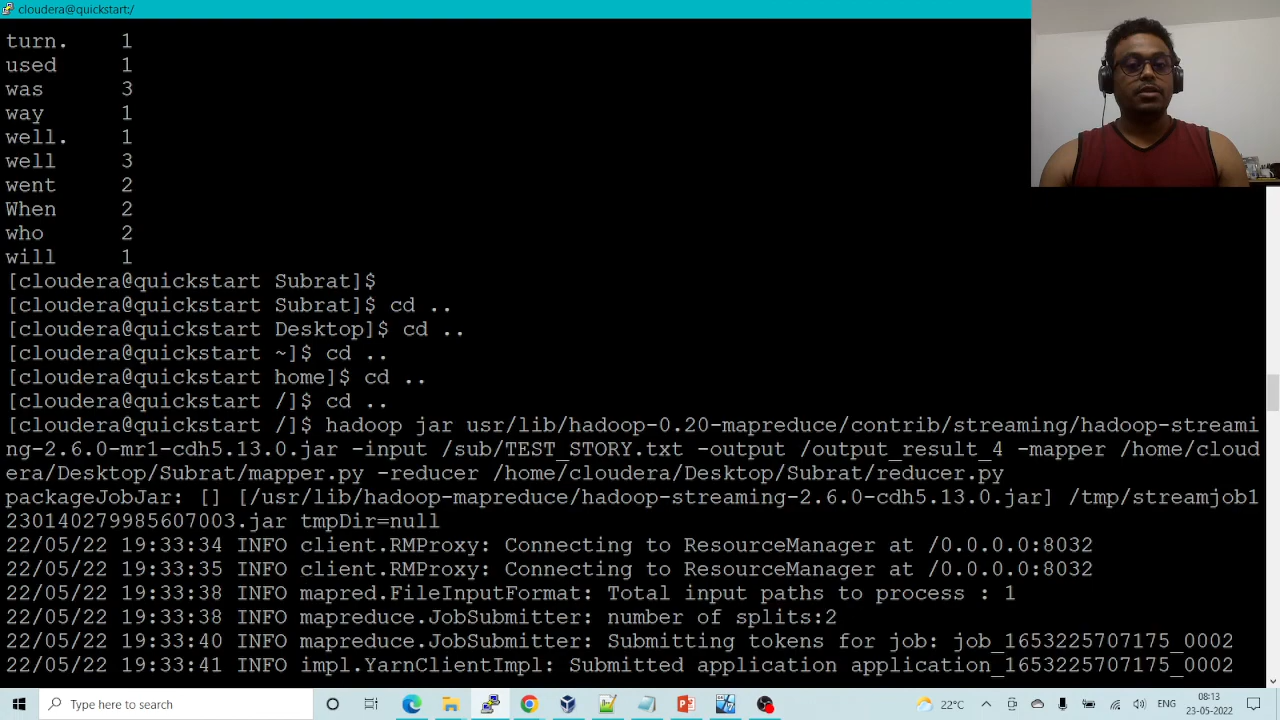 cloudera@quickstart:/
turn. 1
used 1
was 3
way 1
well. 1
well 3
went 2
When 2
who 2
will 1
[cloudera@quickstart Subrat]$
[cloudera@quickstart Subrat]$ cd ..
[cloudera@quickstart Desktop]$ cd ..
[cloudera@quickstart ~]$ cd ..
[cloudera@quickstart home]$ cd ..
[cloudera@quickstart /]$ cd ..
[cloudera@quickstart /]$ hadoop jar usr/lib/hadoop-0.20-mapreduce/contrib/streaming/hadoop-streami
ng-2.6.0-mr1-cdh5.13.0.jar -input /sub/TEST_STORY.txt -output /output_result_4 -mapper /home/cloud
era/Desktop/Subrat/mapper.py -reducer /home/cloudera/Desktop/Subrat/reducer.py
packageJobJar: [] [/usr/lib/hadoop-mapreduce/hadoop-streaming-2.6.0-cdh5.13.0.jar] /tmp/streamjob1
230140279985607003.jar tmpDir=null
22/05/22 19:33:34 INFO client.RMProxy: Connecting to ResourceManager at /0.0.0.0:8032
22/05/22 19:33:35 INFO client.RMProxy: Connecting to ResourceManager at /0.0.0.0:8032
22/05/22 19:33:38 INFO mapred.FileInputFormat: Total input paths to process : 1
22/05/22 19:33:38 INFO mapreduce.JobSubmitter: number of splits:2
22/05/22 19:33:40 INFO mapreduce.JobSubmitter: Submitting tokens for job: job_1653225707175_0002
22/05/22 19:33:41 INFO impl.YarnClientImpl: Submitted application application_1653225707175_0002
Type here to search
22°C
ENG
08:13
23-05-2022